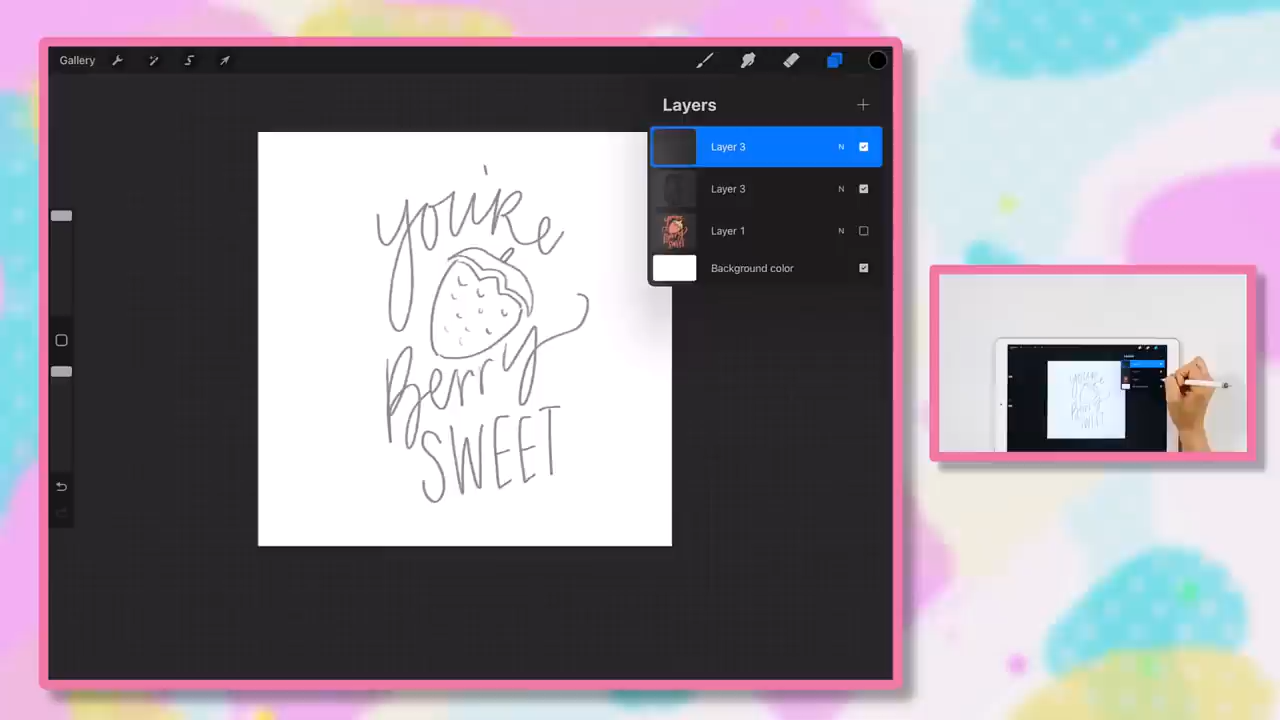 Gallery
Layers
Layer 3 N
Layer 3 N
Layer 1 N
Background color
you're
Berry
SWEET